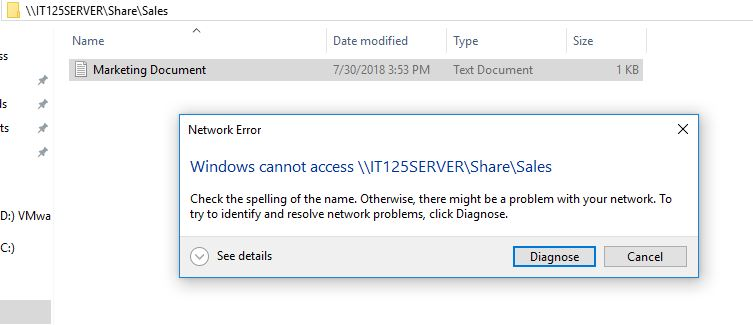 \\IT125SERVER\Share\Sales
Name Date modified Type Size
ss
Marketing Document 7/30/2018 3:53 PM Text Document 1 KB
ls
ts
Network Error
Windows cannot access \\IT125SERVER\Share\Sales
Check the spelling of the name. Otherwise, there might be a problem with your network. To
try to identify and resolve network problems, click Diagnose.
D:) VMwa
C:)
See details Diagnose Cancel